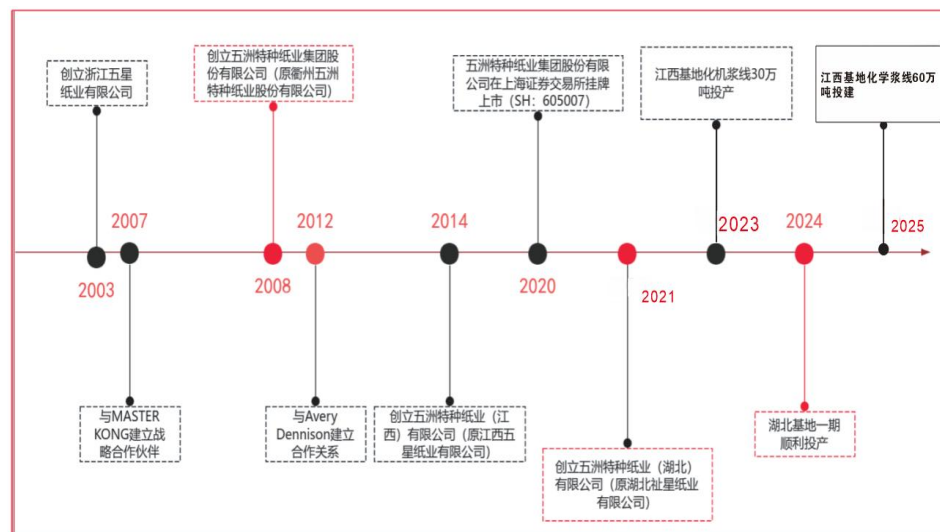 创立浙江五星
纸业有限公司
创立五洲特种纸业集团股
份有限公司（原衢州五洲
特种纸业股份有限公司）
五洲特种纸业集团股份有限
公司在上海证券交易所挂牌
上市（SH：605007）
江西基地化机浆线30万
吨投产
江西基地化学浆线60万
吨投建
2007
2012
2014
2023
2024
2025
2003
2008
2020
2021
与MASTER
KONG建立战
略合作伙伴
与Avery
Dennison建立
合作关系
创立五洲特种纸业（江
西）有限公司（原江西五
星纸业有限公司）
创立五洲特种纸业（湖北）
有限公司（原湖北祉星纸业
有限公司）
湖北基地一期
顺利投产